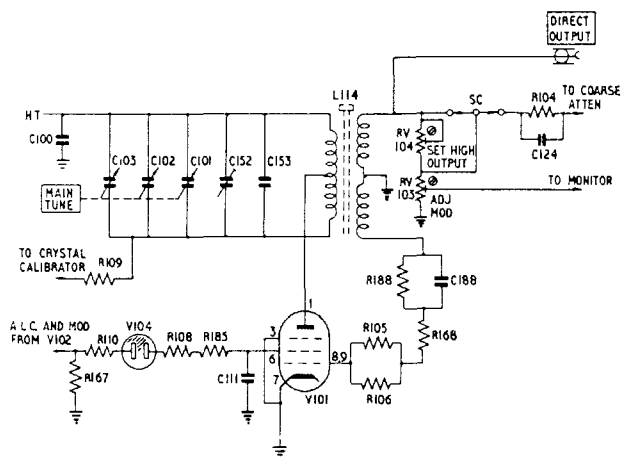 DIRECT
OUTPUT
L114
TO COARSE
ATTEN
HT
SC
R104
C100
C103
C102
C101
C152
C153
RV
104
C124
SET HIGH
OUTPUT
MAIN
TUNE
RV
103
TO MONITOR
ADJ
MOD
TO CRYSTAL
CALIBRATOR
R109
R188
C188
1
A.L.C. AND MOD
FROM V102
R110
V104
R108
R185
3
R105
R168
6
8,9
R167
C111
7
V101
R106